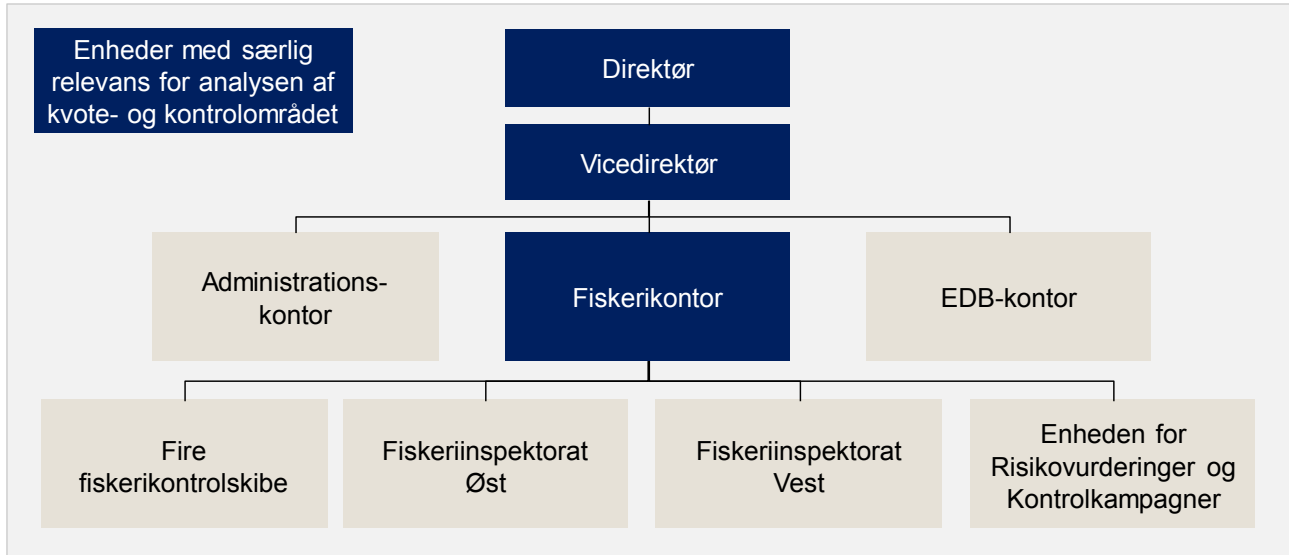 Enheder med særlig
relevans for analysen af
kvote- og kontrolområdet
Direktør
Vicedirektør
Administrations-
kontor
Fiskerikontor
EDB-kontor
Fire
fiskerikontrolskibe
Fiskeriinspektorat
Øst
Fiskeriinspektorat
Vest
Enheden for
Risikovurderinger og
Kontrolkampagner